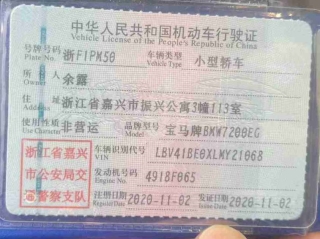 中华人民共和国机动车行驶证
Vehicle License of the People's Republic of China
号牌号码 Plate No. 浙F1PM50 车辆类型 Vehicle Type 小型轿车
所有人 Owner 余露
住址 Address 浙江省嘉兴市振兴公寓3幢113室
使用性质 Use Character 非营运 品牌型号 Model 宝马牌BMW7200EG
浙江省嘉兴市公安局交警察支队
车辆识别代号 VIN LBV41BE0XLMY21068
发动机号码 Engine No. 4918F065
注册日期 Register Date 2020-11-02 发证日期 Issue Date 2020-11-02